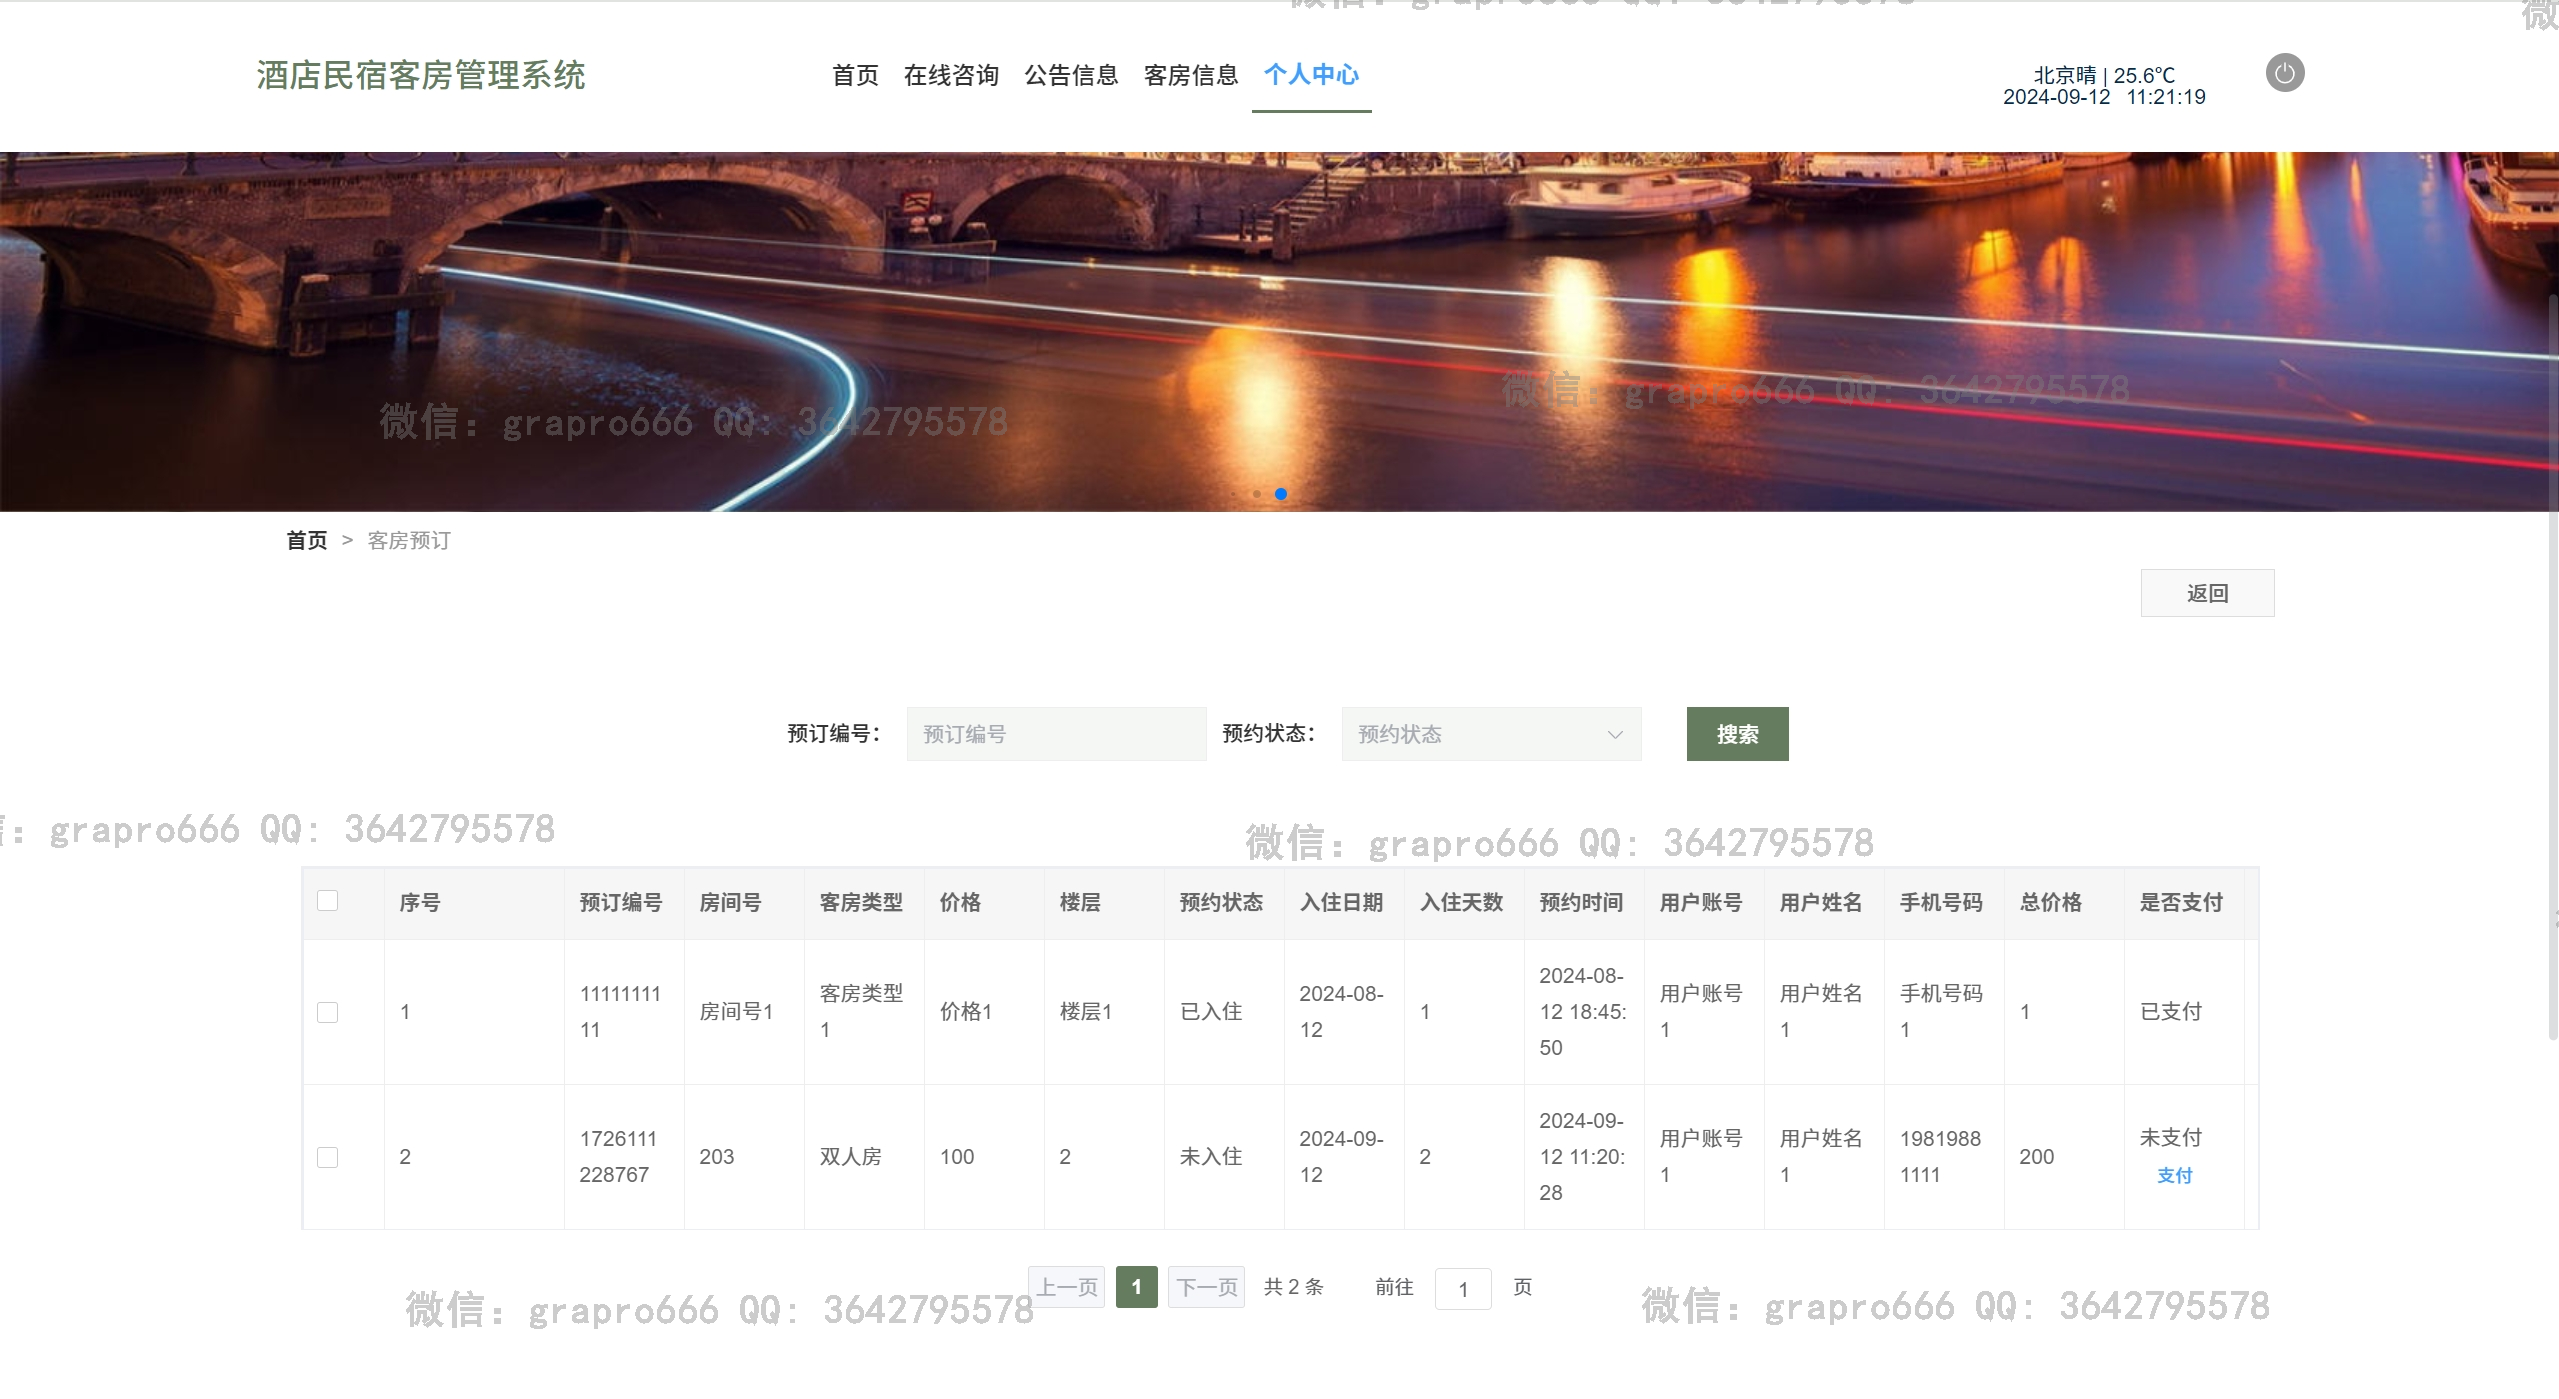 微信: grapro666 QQ: 3642795578
微
酒店民宿客房管理系统
首页 在线咨询 公告信息 客房信息 个人中心
北京晴 | 25.6℃
2024-09-12 11:21:19
微信: grapro666 QQ: 3642795578
微信: grapro666 QQ: 3642795578
首页 > 客房预订
返回
预订编号: 预订编号 预约状态: 预约状态 搜索
: grapro666 QQ: 3642795578
微信: grapro666 QQ: 3642795578
序号 预订编号 房间号 客房类型 价格 楼层 预约状态 入住日期 入住天数 预约时间 用户账号 用户姓名 手机号码 总价格 是否支付
1 1111111111 房间号1 客房类型1 价格1 楼层1 已入住 2024-08-12 1 2024-08-12 18:45:50 用户账号1 用户姓名1 手机号码1 1 已支付
2 1726111228767 203 双人房 100 2 未入住 2024-09-12 2 2024-09-12 11:20:28 用户账号1 用户姓名1 19819881111 200 未支付 支付
上一页 1 下一页 共 2 条 前往 1 页
微信: grapro666 QQ: 3642795578
微信: grapro666 QQ: 3642795578